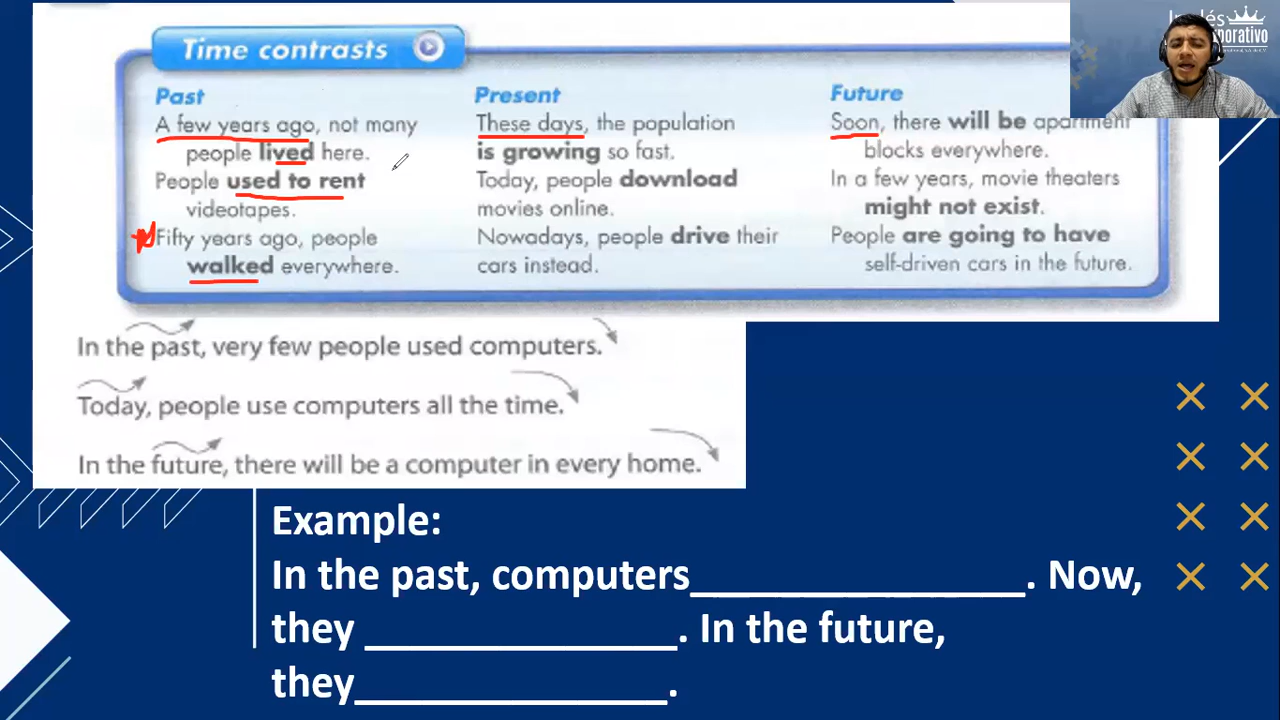 Inglés
Time contrasts
Past
A few years ago, not many
people lived here.
People used to rent
videotapes.
Fifty years ago, people
walked everywhere.
Present
These days, the population
is growing so fast.
Today, people download
movies online.
Nowadays, people drive their
cars instead.
Future
Soon, there will be apartment
blocks everywhere.
In a few years, movie theaters
might not exist.
People are going to have
self-driven cars in the future.
In the past, very few people used computers.
Today, people use computers all the time.
In the future, there will be a computer in every home.
Example:
In the past, computers_______________. Now,
they ______________. In the future,
they______________.